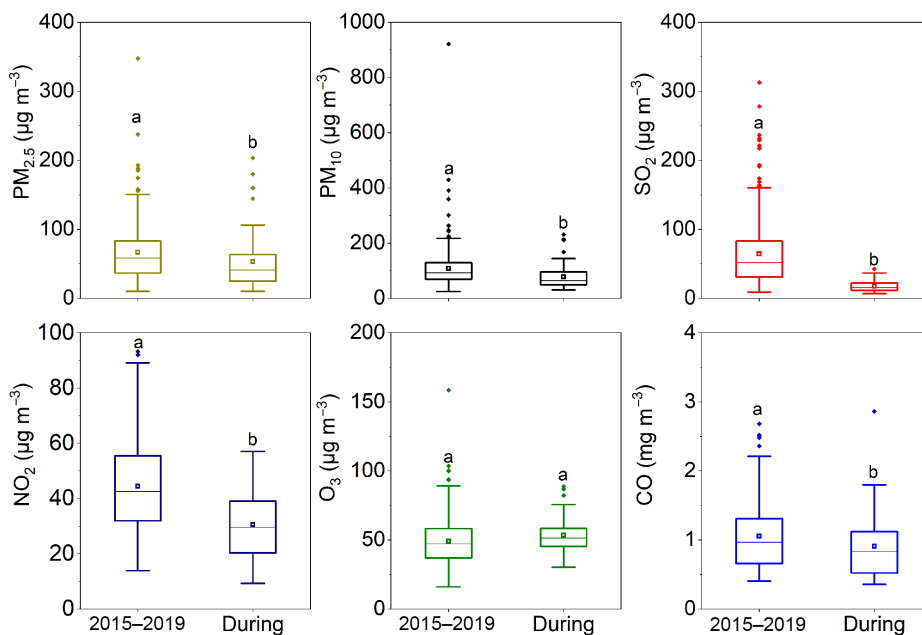 400
300
200
100
0
PM2.5 (μg m−3)
a
b
1000
800
600
400
200
0
PM10 (μg m−3)
a
b
400
300
200
100
0
SO2 (μg m−3)
a
b
100
80
60
40
20
0
NO2 (μg m−3)
a
b
2015–2019 During
200
150
100
50
0
O3 (μg m−3)
a
a
2015–2019 During
4
3
2
1
0
CO (mg m−3)
a
b
2015–2019 During